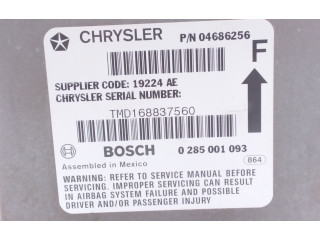 CHRYSLER P/N 04686256
F
SUPPLIER CODE: 19224 AE
CHRYSLER SERIAL NUMBER:
TMD168837560
BOSCH 0 285 001 093
Assembled in Mexico 864
WARNING: REFER TO SERVICE MANUAL BEFORE
SERVICING. IMPROPER SERVICING CAN RESULT
IN AIRBAG SYSTEM FAILURE AND POSSIBLE
DRIVER AND/OR PASSENGER INJURY